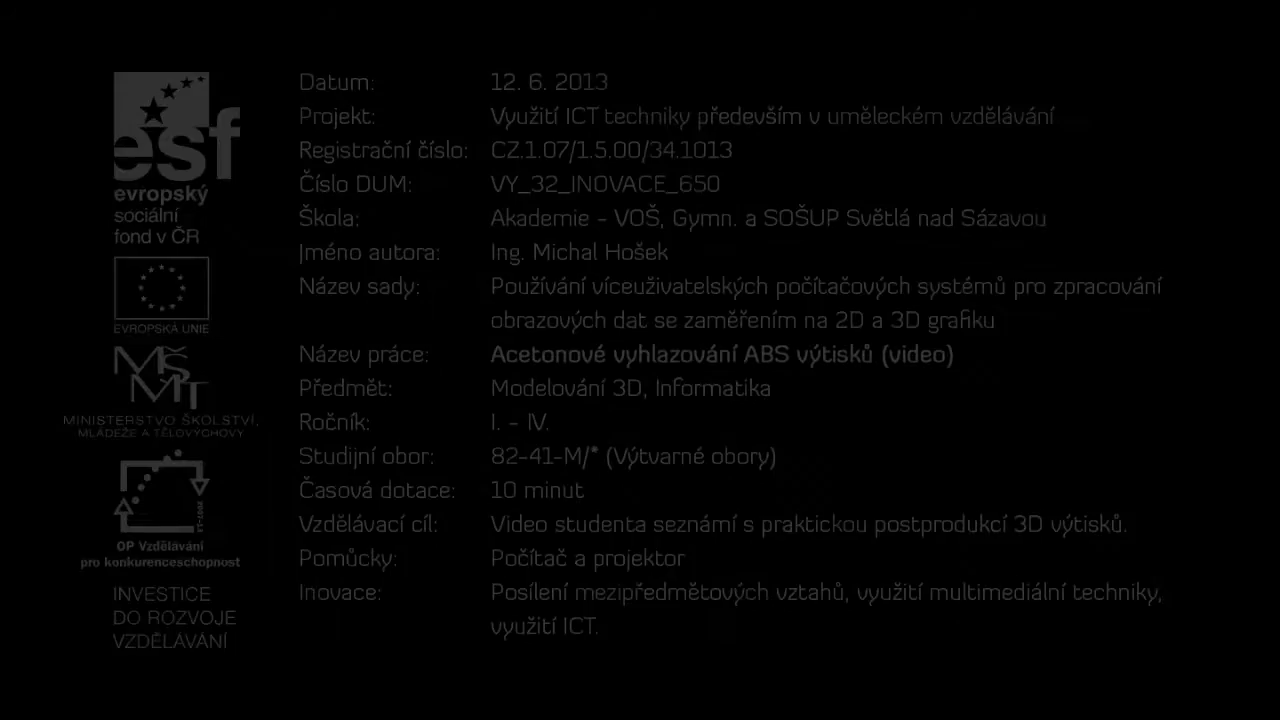 esf
evropský
sociální
fond v ČR
EVROPSKÁ UNIE
MŠMT
MINISTERSTVO ŠKOLSTVÍ,
MLÁDEŽE A TĚLOVÝCHOVY
2007-13
OP Vzdělávání
pro konkurenceschopnost
INVESTICE
DO ROZVOJE
VZDĚLÁVÁNÍ
Datum: 12. 6. 2013
Projekt: Využití ICT techniky především v uměleckém vzdělávání
Registrační číslo: CZ.1.07/1.5.00/34.1013
Číslo DUM: VY_32_INOVACE_650
Škola: Akademie - VOŠ, Gymn. a SOŠUP Světlá nad Sázavou
Jméno autora: Ing. Michal Hošek
Název sady: Používání víceuživatelských počítačových systémů pro zpracování
obrazových dat se zaměřením na 2D a 3D grafiku
Název práce: Acetonové vyhlazování ABS výtisků (video)
Předmět: Modelování 3D, Informatika
Ročník: I. - IV.
Studijní obor: 82-41-M/* (Výtvarné obory)
Časová dotace: 10 minut
Vzdělávací cíl: Video studenta seznámí s praktickou postprodukcí 3D výtisků.
Pomůcky: Počítač a projektor
Inovace: Posílení mezipředmětových vztahů, využití multimediální techniky,
využití ICT.